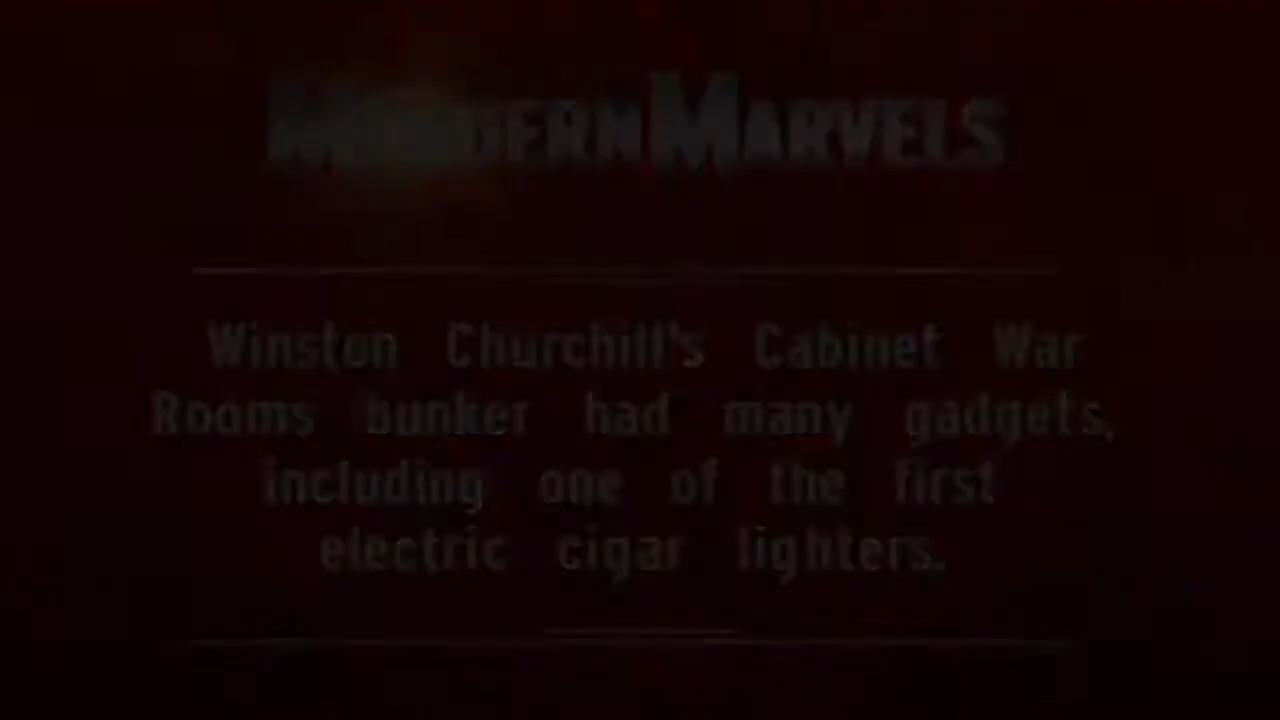 MODERN MARVELS
Winston Churchill's Cabinet War
Rooms bunker had many gadgets,
including one of the first
electric cigar lighters.